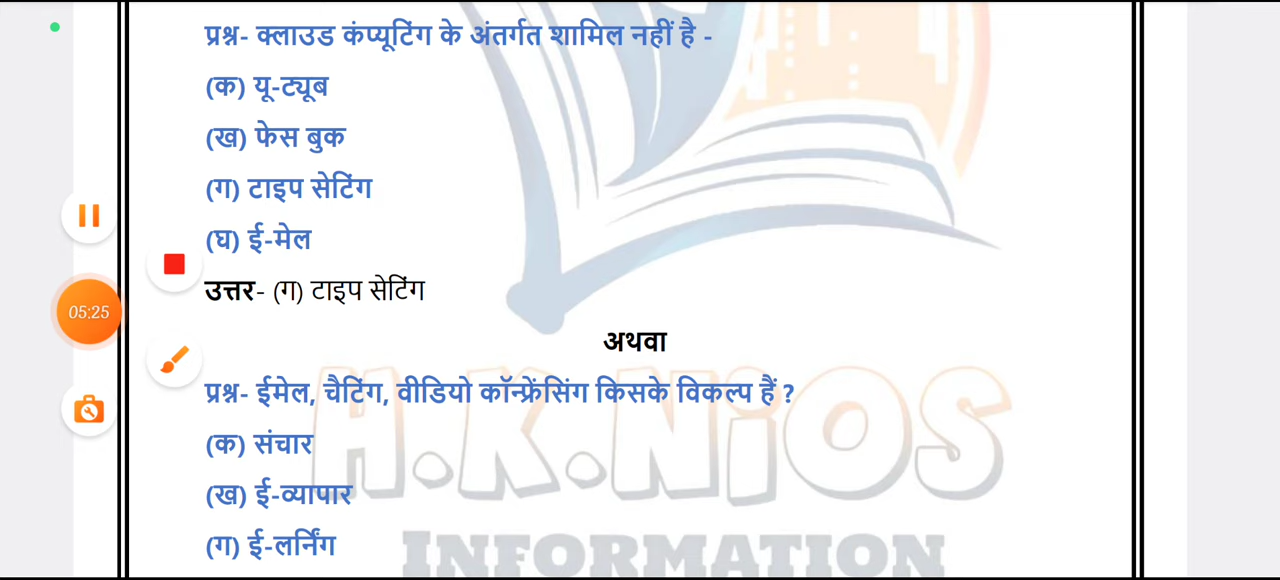 प्रश्न- क्लाउड कंप्यूटिंग के अंतर्गत शामिल नहीं है -
(क) यू-ट्यूब
(ख) फेस बुक
(ग) टाइप सेटिंग
(घ) ई-मेल
उत्तर- (ग) टाइप सेटिंग
05:25
अथवा
प्रश्न- ईमेल, चैटिंग, वीडियो कॉन्फ्रेंसिंग किसके विकल्प हैं ?
(क) संचार
(ख) ई-व्यापार
(ग) ई-लर्निंग
H.K.NiOS
INFORMATION